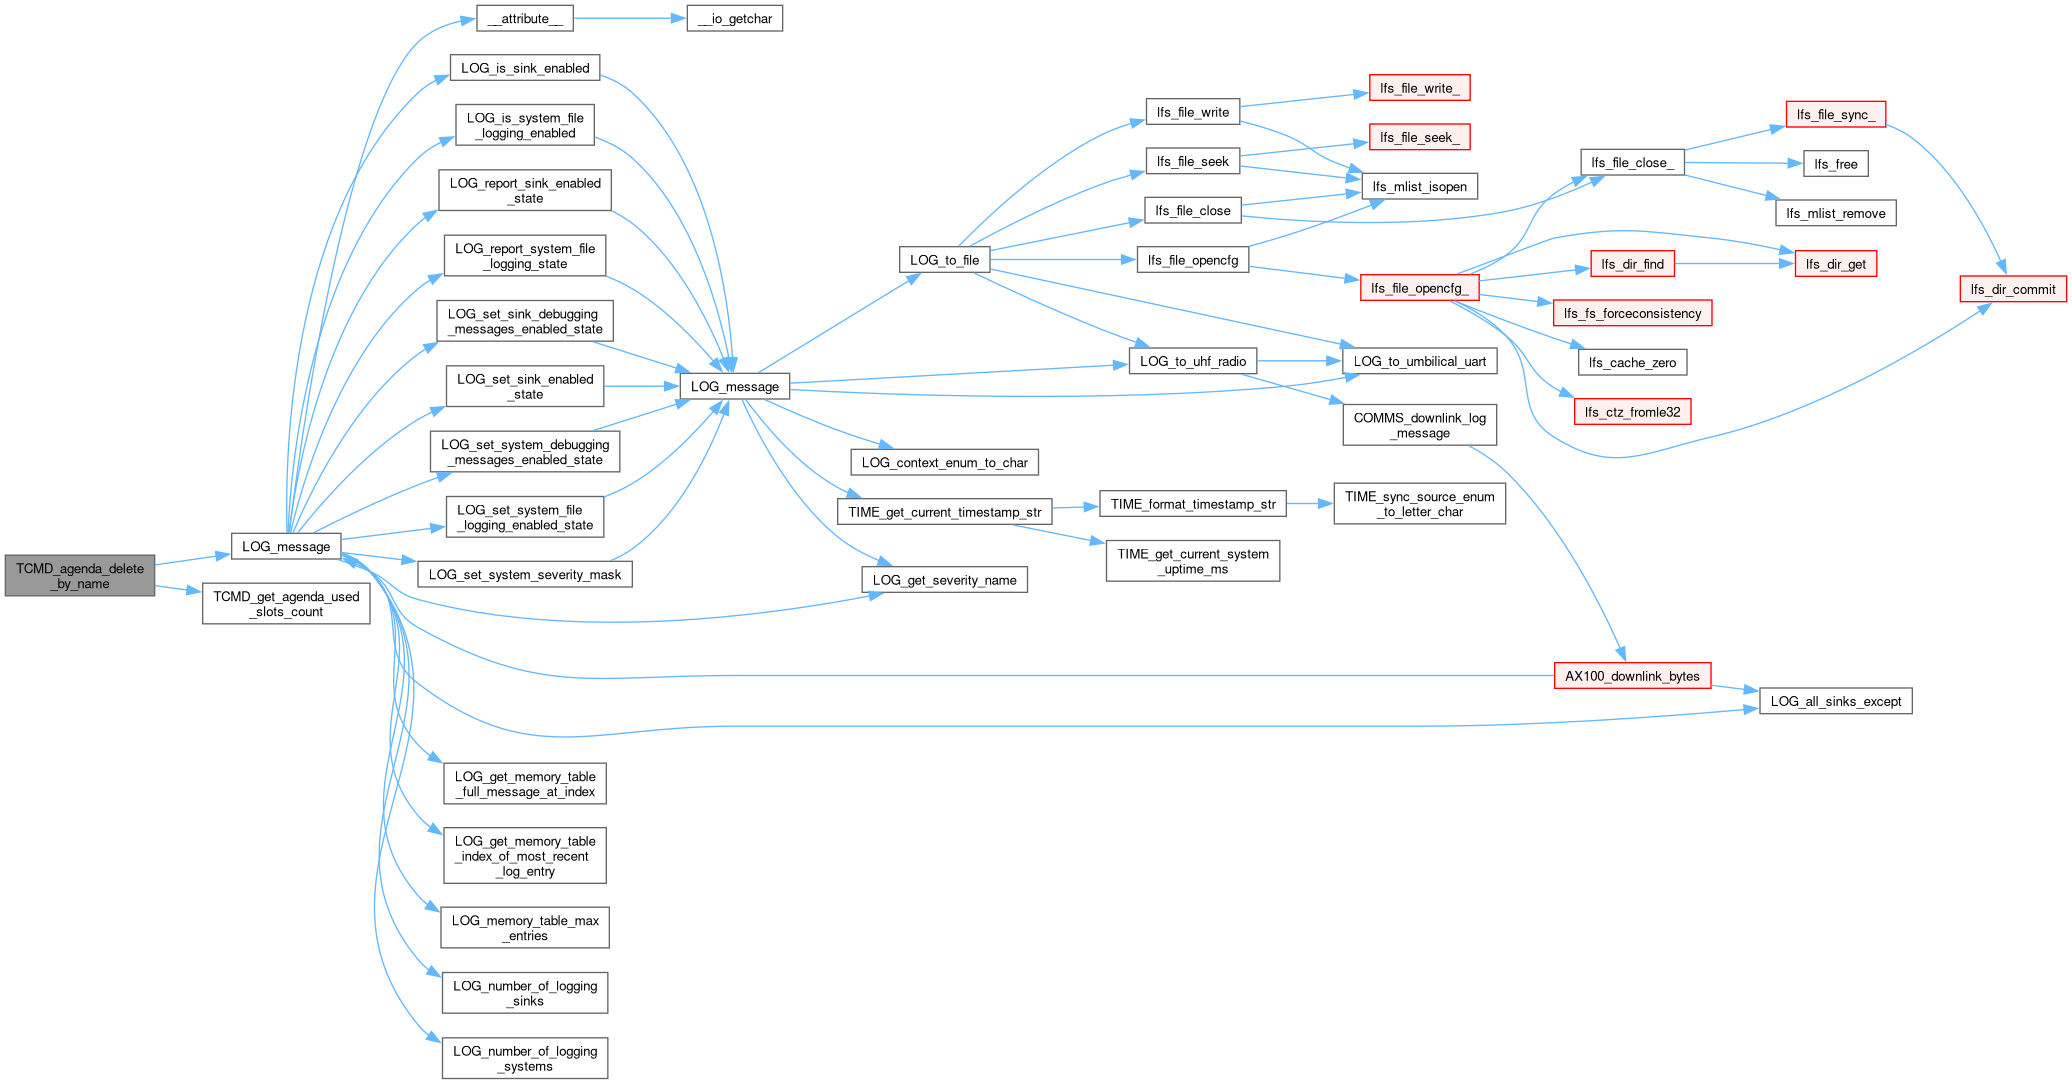 TCMD_agenda_delete
_by_name
LOG_message
TCMD_get_agenda_used
_slots_count
__attribute__
__io_getchar
LOG_is_sink_enabled
LOG_is_system_file
_logging_enabled
LOG_report_sink_enabled
_state
LOG_report_system_file
_logging_state
LOG_set_sink_debugging
_messages_enabled_state
LOG_set_sink_enabled
_state
LOG_set_system_debugging
_messages_enabled_state
LOG_set_system_file
_logging_enabled_state
LOG_set_system_severity_mask
LOG_message
LOG_get_memory_table
_full_message_at_index
LOG_get_memory_table
_index_of_most_recent
_log_entry
LOG_memory_table_max
_entries
LOG_number_of_logging
_sinks
LOG_number_of_logging
_systems
LOG_to_file
LOG_context_enum_to_char
TIME_get_current_timestamp_str
LOG_get_severity_name
lfs_file_write
lfs_file_seek
lfs_file_close
lfs_file_opencfg
LOG_to_uhf_radio
TIME_format_timestamp_str
TIME_get_current_system
_uptime_ms
lfs_file_write_
lfs_file_seek_
lfs_mlist_isopen
lfs_file_opencfg_
LOG_to_umbilical_uart
COMMS_downlink_log
_message
TIME_sync_source_enum
_to_letter_char
lfs_file_close_
lfs_dir_find
lfs_fs_forceconsistency
lfs_cache_zero
lfs_ctz_fromle32
AX100_downlink_bytes
lfs_file_sync_
lfs_free
lfs_mlist_remove
lfs_dir_get
LOG_all_sinks_except
lfs_dir_commit